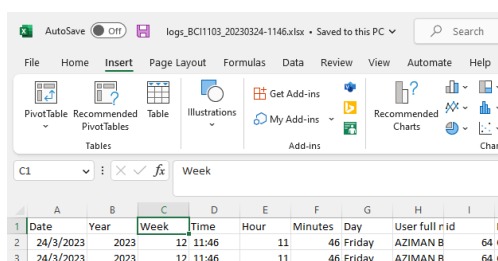 AutoSave Off logs_BCI1103_20230324-1146.xlsx • Saved to this PC Search
File Home Insert Page Layout Formulas Data Review View Automate Help
Get Add-ins
My Add-ins
PivotTable Recommended PivotTables Table Illustrations Recommended Charts
Tables Add-ins
C1 fx Week
A B C D E F G H I
1 Date Year Week Time Hour Minutes Day User full n id
2 24/3/2023 2023 12 11:46 11 46 Friday AZIMAN B 64
3 24/3/2023 2023 12 11:46 11 46 Friday AZIMAN B 64